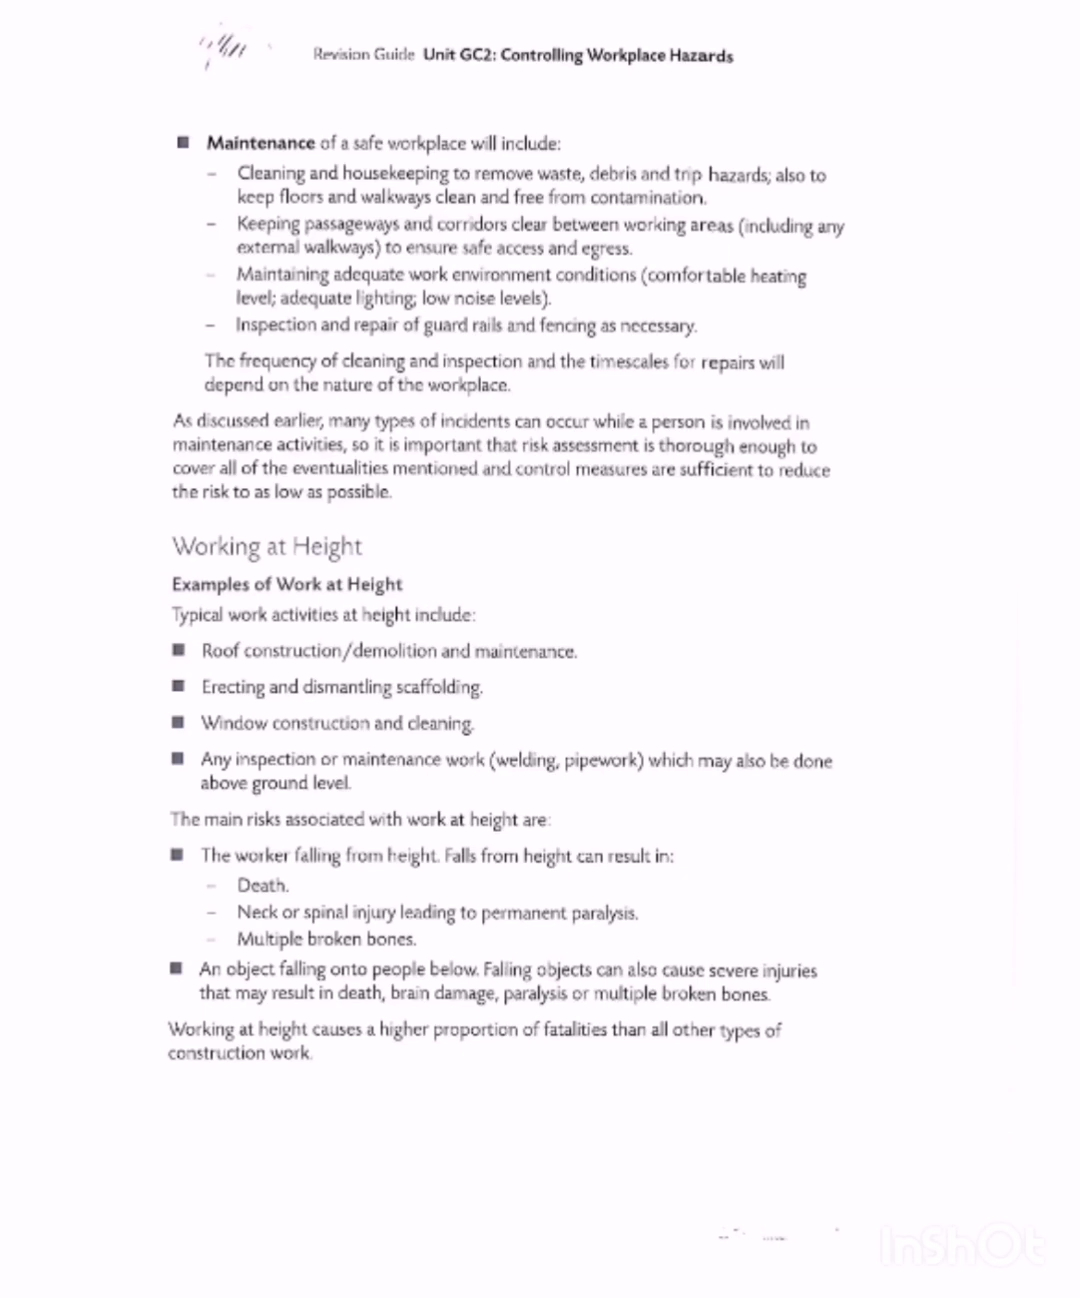 Revision Guide Unit GC2: Controlling Workplace Hazards
■ Maintenance of a safe workplace will include:
– Cleaning and housekeeping to remove waste, debris and trip hazards; also to
keep floors and walkways clean and free from contamination.
– Keeping passageways and corridors clear between working areas (including any
external walkways) to ensure safe access and egress.
– Maintaining adequate work environment conditions (comfortable heating
level; adequate lighting; low noise levels).
– Inspection and repair of guard rails and fencing as necessary.
The frequency of cleaning and inspection and the timescales for repairs will
depend on the nature of the workplace.
As discussed earlier, many types of incidents can occur while a person is involved in
maintenance activities, so it is important that risk assessment is thorough enough to
cover all of the eventualities mentioned and control measures are sufficient to reduce
the risk to as low as possible.
Working at Height
Examples of Work at Height
Typical work activities at height include:
■ Roof construction/demolition and maintenance.
■ Erecting and dismantling scaffolding.
■ Window construction and cleaning.
■ Any inspection or maintenance work (welding, pipework) which may also be done
above ground level.
The main risks associated with work at height are:
■ The worker falling from height. Falls from height can result in:
– Death.
– Neck or spinal injury leading to permanent paralysis.
– Multiple broken bones.
■ An object falling onto people below. Falling objects can also cause severe injuries
that may result in death, brain damage, paralysis or multiple broken bones.
Working at height causes a higher proportion of fatalities than all other types of
construction work.
InShOt